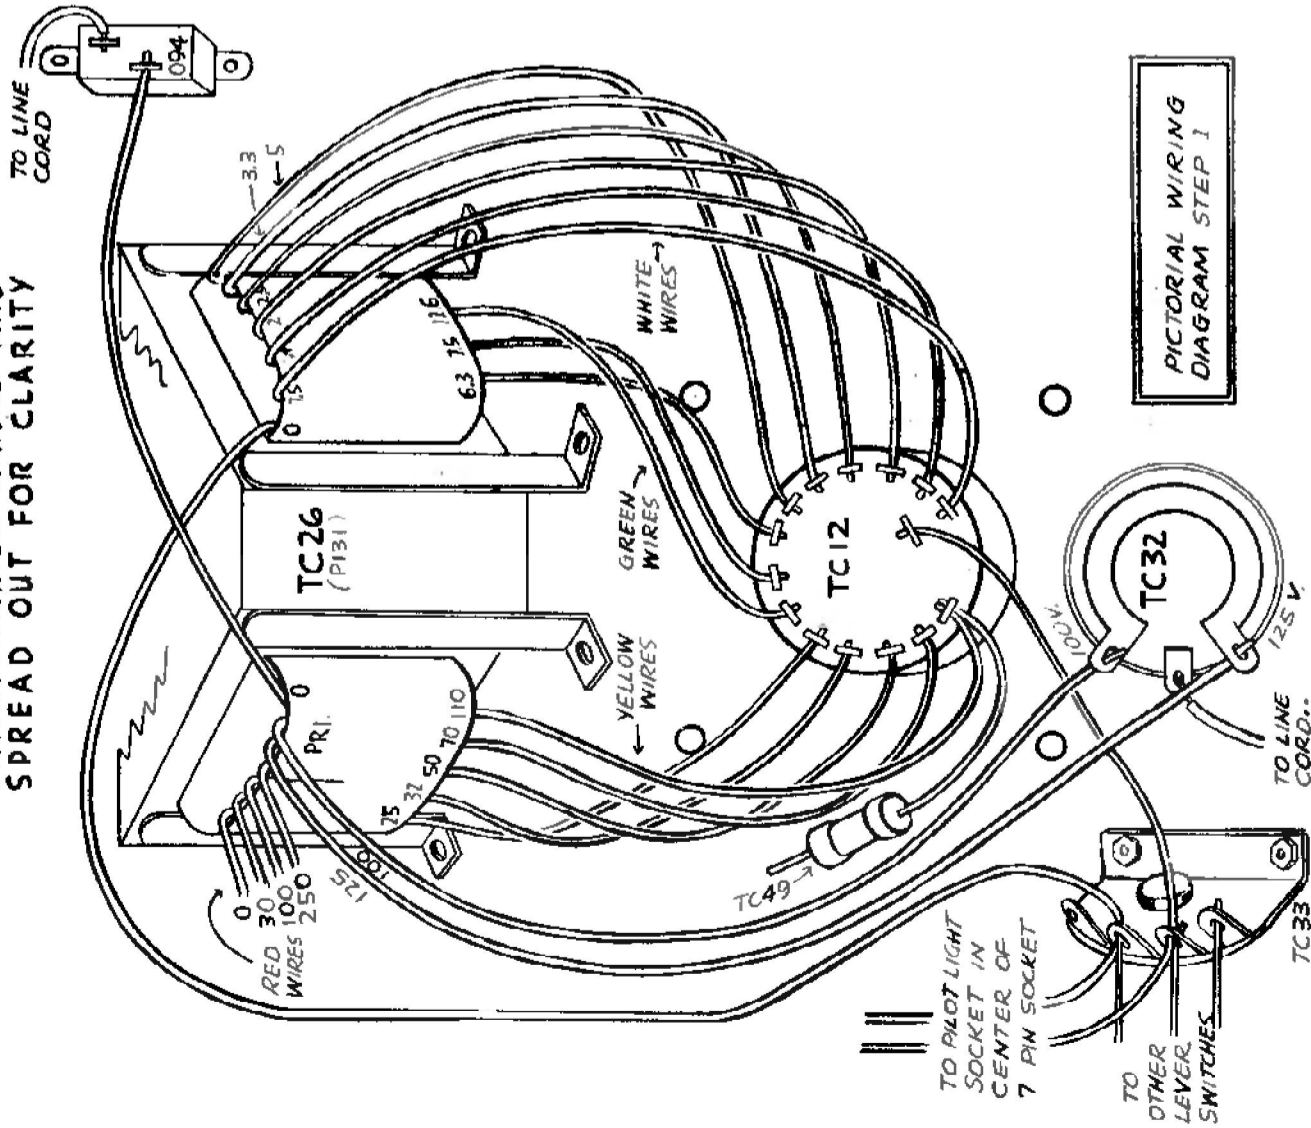 SPREAD OUT FOR CLARITY
TO LINE
CORD
094
3.3
5
2.5
1.5
0
12.6
7.5
6.3
TC26
(P131)
PRI.
0
110
70
50
32
25
0
30
100
250
RED
WIRES
125
100
YELLOW
WIRES
GREEN
WIRES
WHITE
WIRES
TC12
TC49
100V.
TC32
125 V.
TO LINE
CORD..
TO PILOT LIGHT
SOCKET IN
CENTER OF
7 PIN SOCKET
TO
OTHER
LEVER
SWITCHES
TC33
PICTORIAL WIRING
DIAGRAM STEP 1